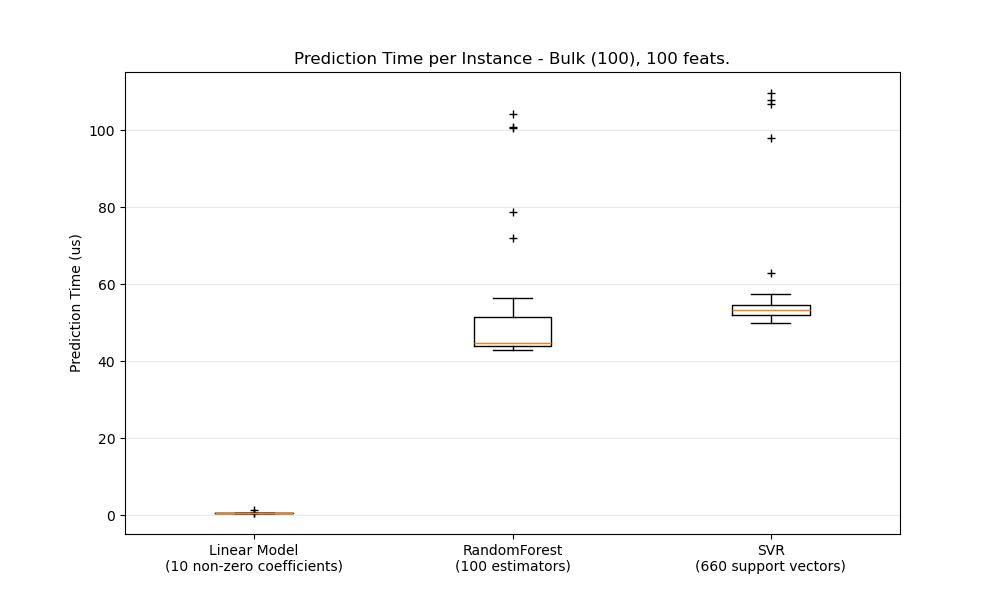 Prediction Time per Instance - Bulk (100), 100 feats.
Prediction Time (us)
100
80
60
40
20
0
Linear Model
(10 non-zero coefficients)
RandomForest
(100 estimators)
SVR
(660 support vectors)